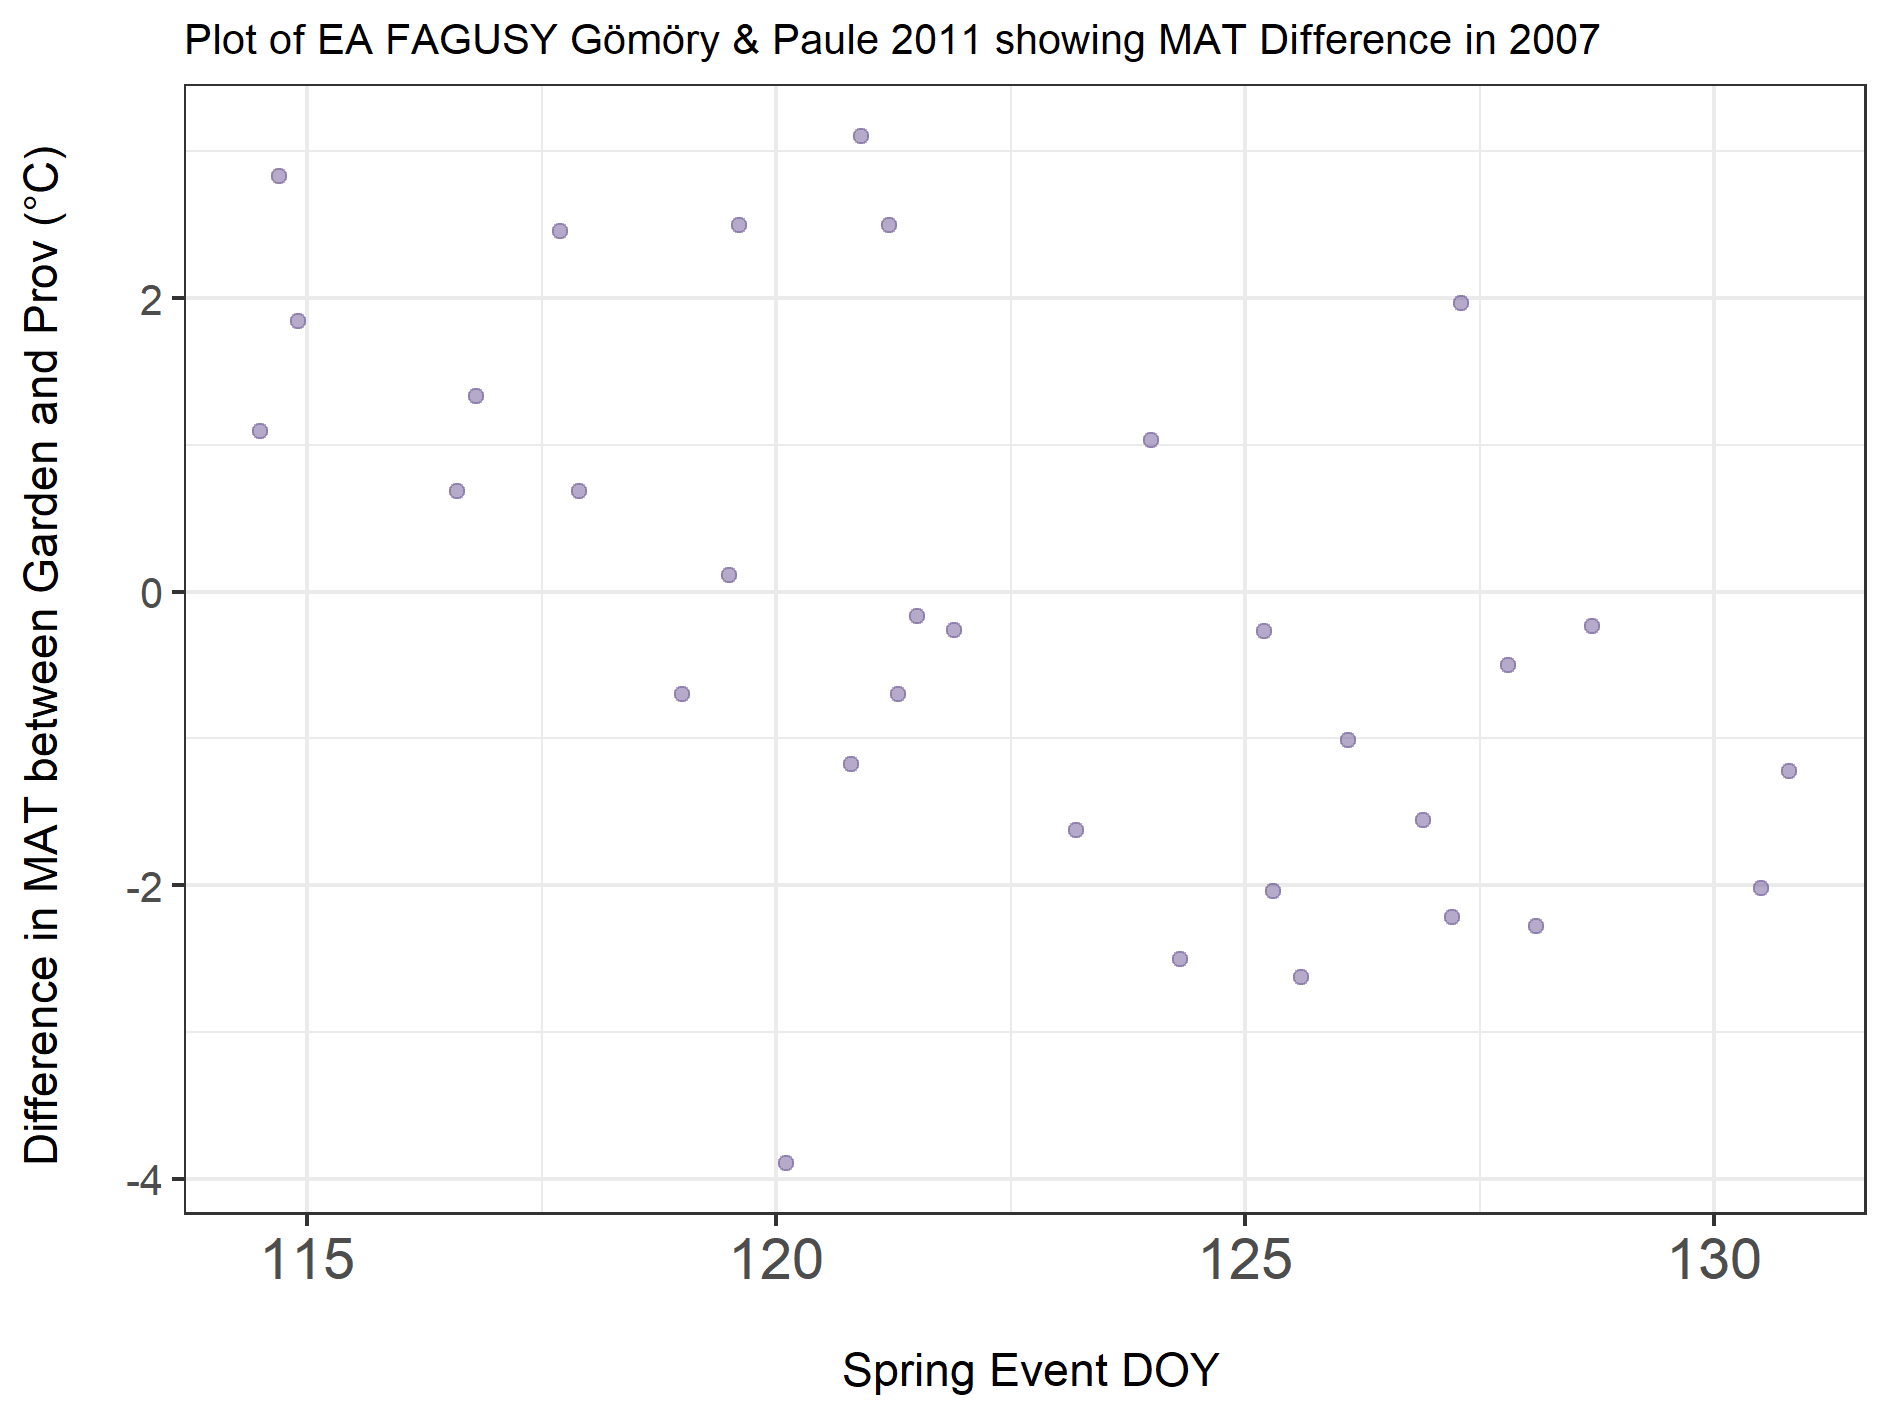 Plot of EA FAGUSY Gömöry & Paule 2011 showing MAT Difference in 2007
Difference in MAT between Garden and Prov (°C)
2
0
-2
-4
115 120 125 130
Spring Event DOY